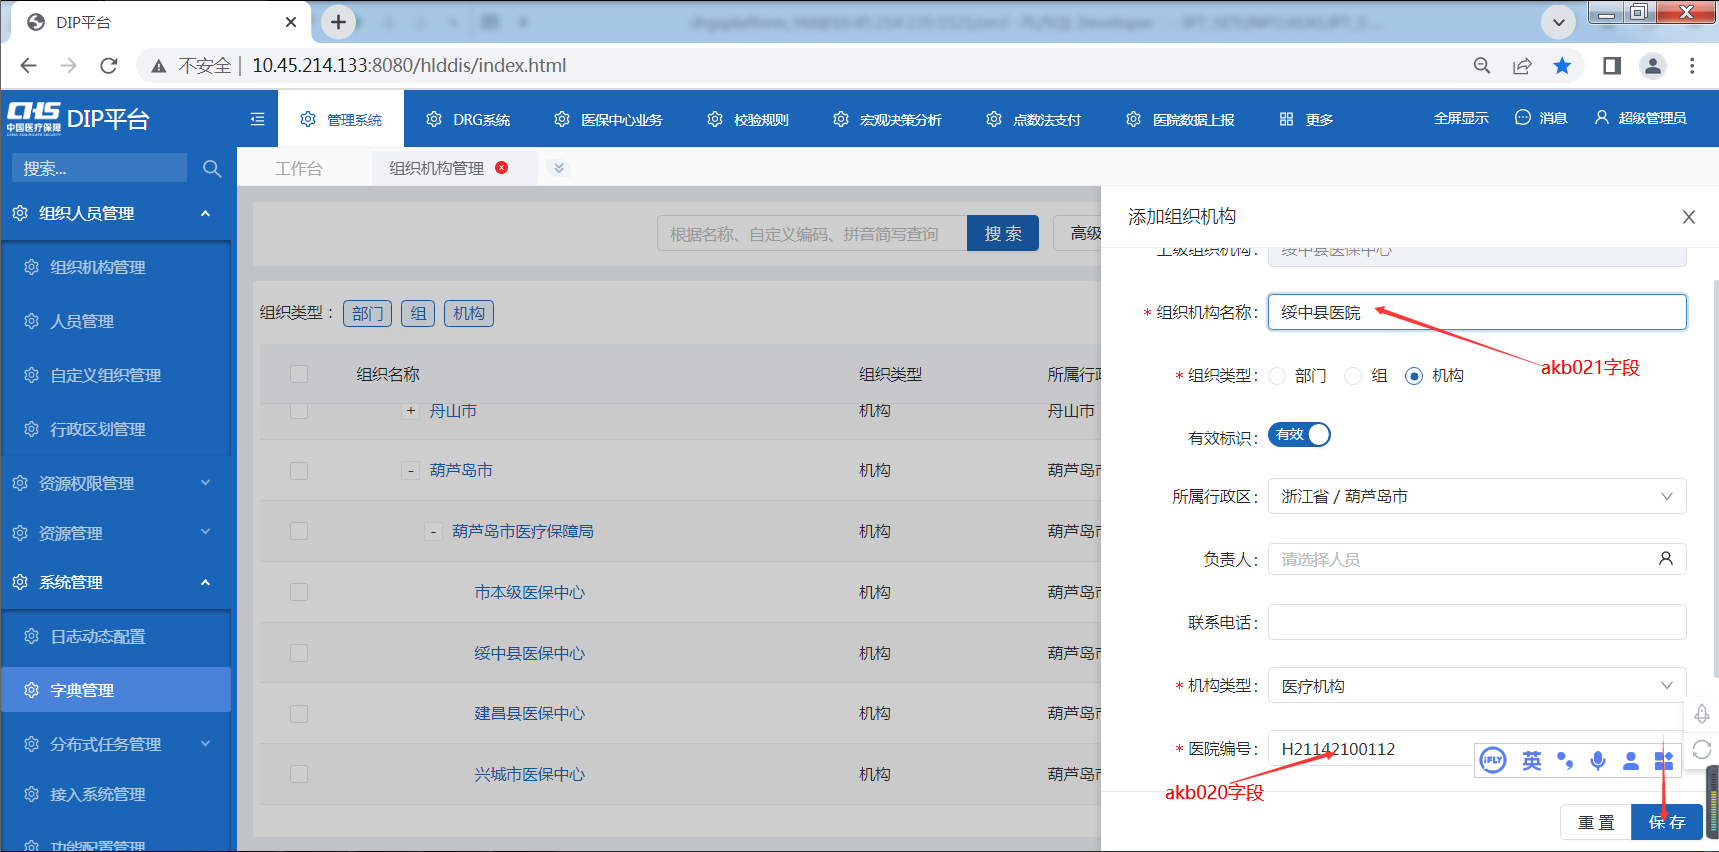 DIP平台
不安全 10.45.214.133:8080/hlddis/index.html
CHS
中国医疗保障
DIP平台
管理系统
DRG系统
医保中心业务
校验规则
宏观决策分析
点数法支付
医院数据上报
更多
全屏显示
消息
超级管理员
搜索...
工作台
组织机构管理
组织人员管理
组织机构管理
人员管理
自定义组织管理
行政区划管理
资源权限管理
资源管理
系统管理
日志动态配置
字典管理
分布式任务管理
接入系统管理
功能配置管理
根据名称、自定义编码、拼音简写查询
搜 索
高级
组织类型：
部门
组
机构
组织名称 组织类型 所属行政
+ 丹山市 机构 丹山市
- 葫芦岛市 机构 葫芦岛市
- 葫芦岛市医疗保障局 机构 葫芦岛市
市本级医保中心 机构 葫芦岛市
绥中县医保中心 机构 葫芦岛市
建昌县医保中心 机构 葫芦岛市
兴城市医保中心 机构 葫芦岛市
添加组织机构
上级组织机构： 绥中县医保中心
* 组织机构名称： 绥中县医院
akb021字段
* 组织类型： 部门 组 机构
有效标识： 有效
所属行政区： 浙江省 / 葫芦岛市
负责人： 请选择人员
联系电话：
* 机构类型： 医疗机构
* 医院编号： H21142100112
iFLY 英
akb020字段
重 置
保 存